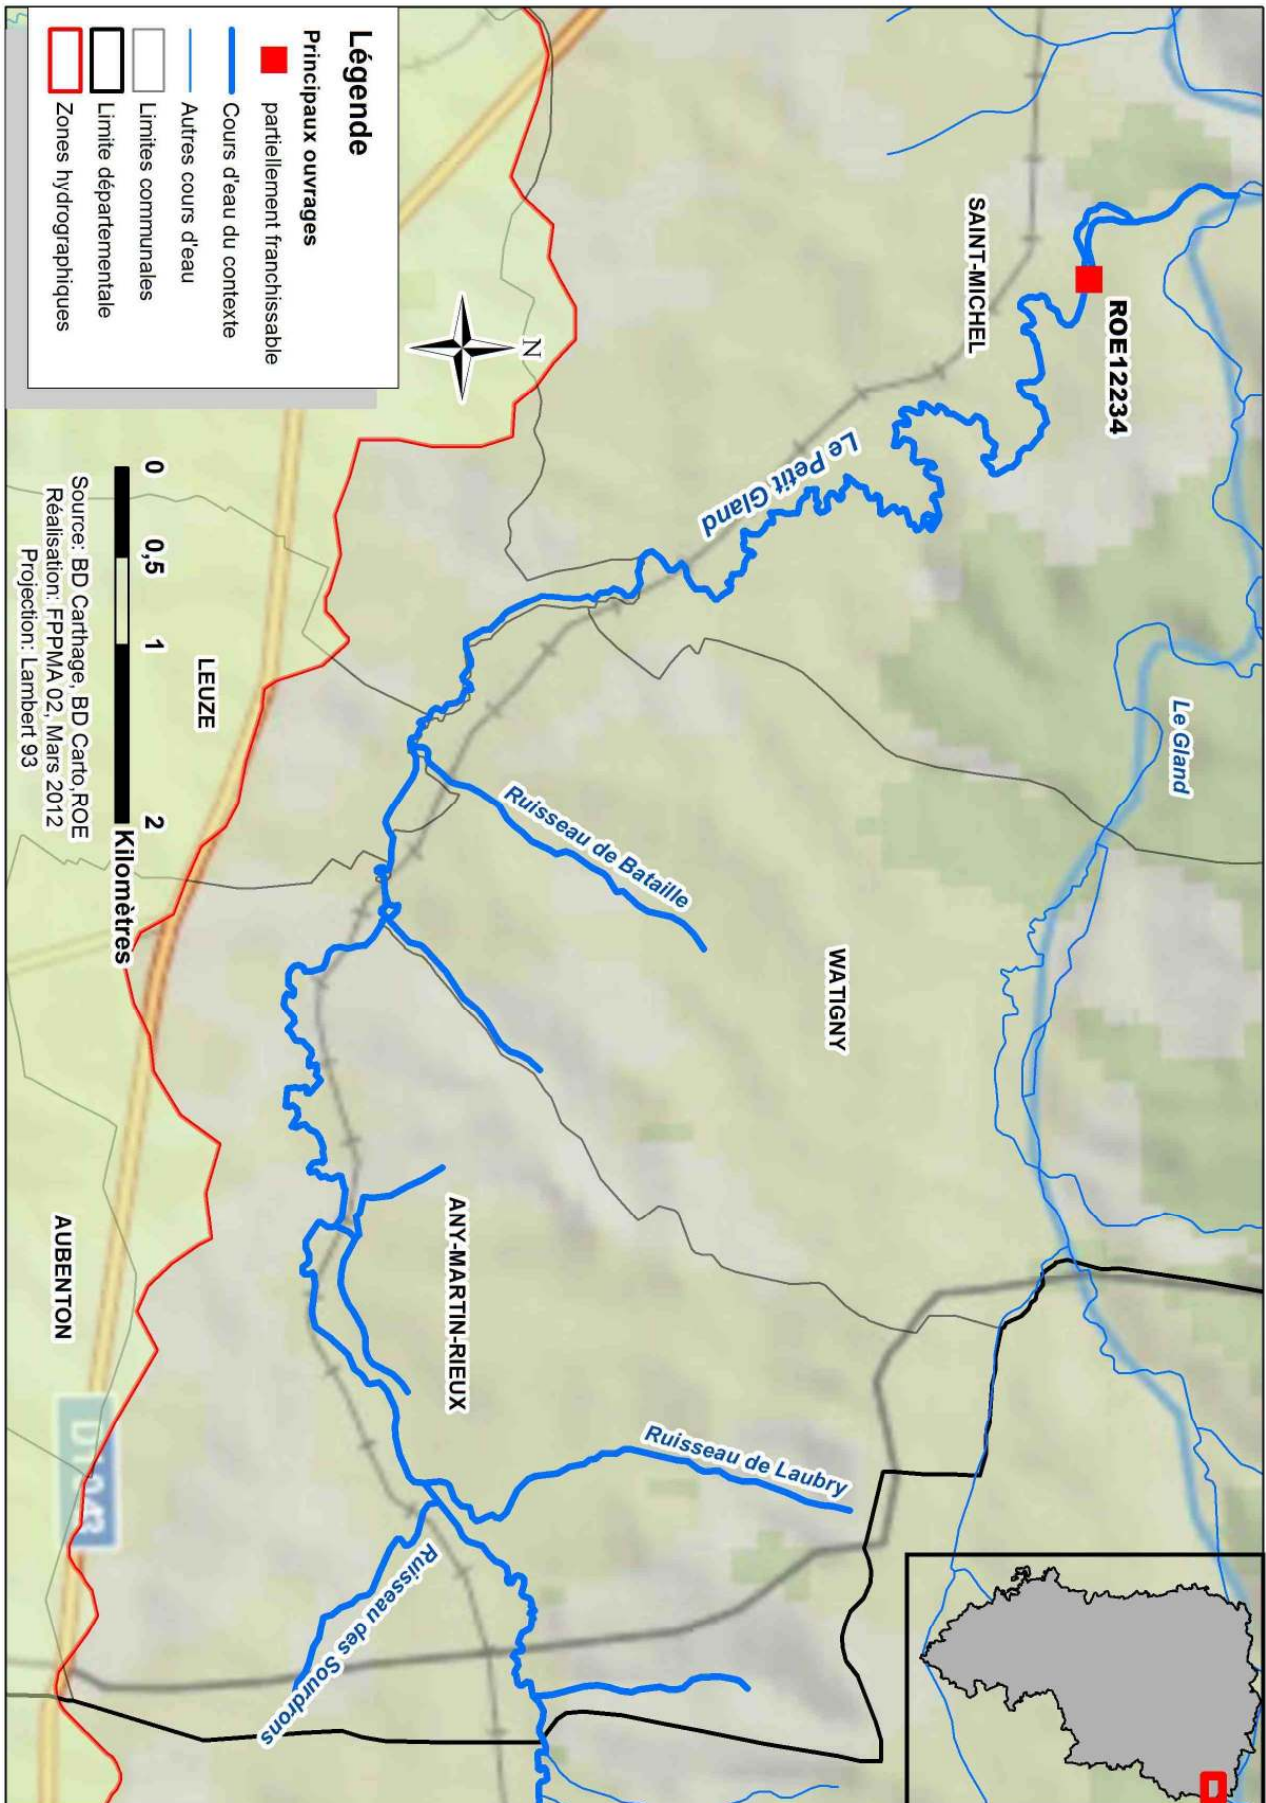 Légende
Principaux ouvrages
partiellement franchissable
Cours d'eau du contexte
Autres cours d'eau
Limites communales
Limite départementale
Zones hydrographiques
N
SAINT-MICHEL
ROE12234
Le Petit Gland
Le Gland
Ruisseau de Bataille
WATIGNY
LEUZE
ANY-MARTIN-RIEUX
Ruisseau de Laubry
Ruisseau des Sourdrons
AUBENTON
D1043
0 0,5 1 2
Kilomètres
Source: BD Carthage, BD Carto,ROE
Réalisation: FPPMA 02, Mars 2012
Projection: Lambert 93